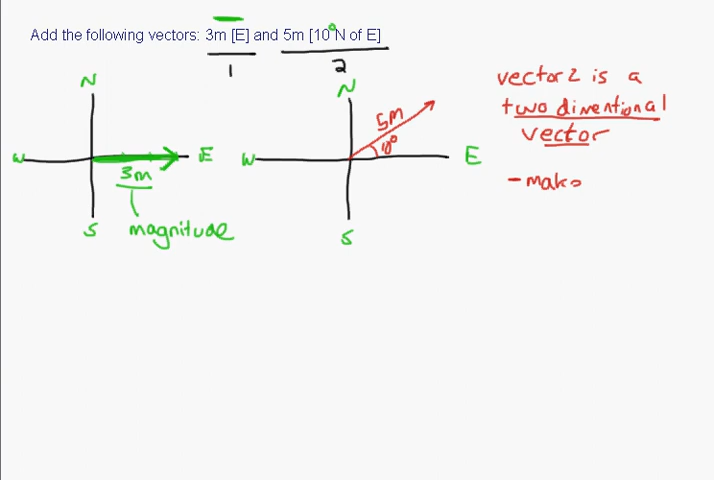 Add the following vectors: 3m [E] and 5m [10°N of E]
1
2
N
W
E
3m
S
magnitude
N
W
E
5m
10°
S
vector 2 is a
two dimentional
vector
- make